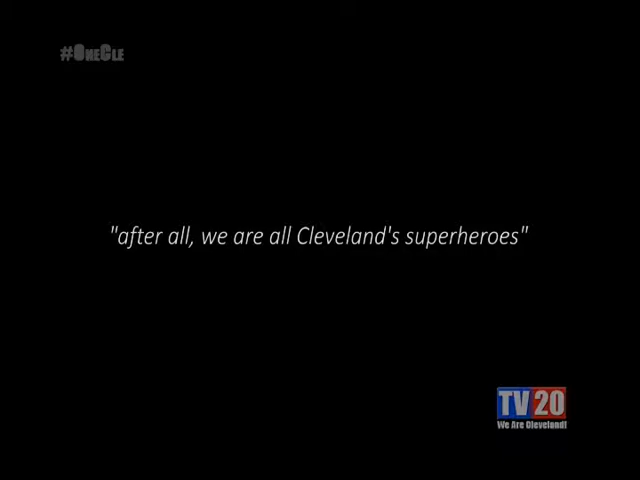 #OneCle
"after all, we are all Cleveland's superheroes"
TV20
We Are Cleveland!